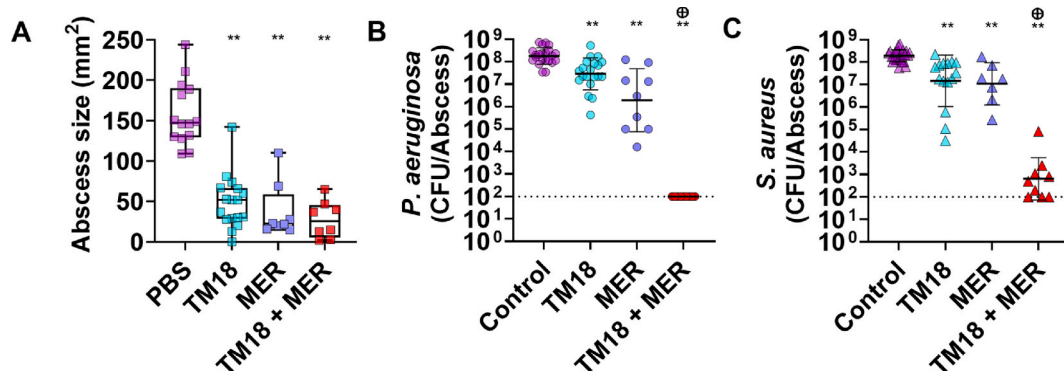 A
Abscess size (mm²)
250
200
150
100
50
0
**
**
**
PBS
TM18
MER
TM18 + MER
B
P. aeruginosa
(CFU/Abscess)
10⁹
10⁸
10⁷
10⁶
10⁵
10⁴
10³
10²
10¹
10⁰
**
**
⊕
**
Control
TM18
MER
TM18 + MER
C
S. aureus
(CFU/Abscess)
10⁹
10⁸
10⁷
10⁶
10⁵
10⁴
10³
10²
10¹
10⁰
**
**
⊕
**
Control
TM18
MER
TM18 + MER